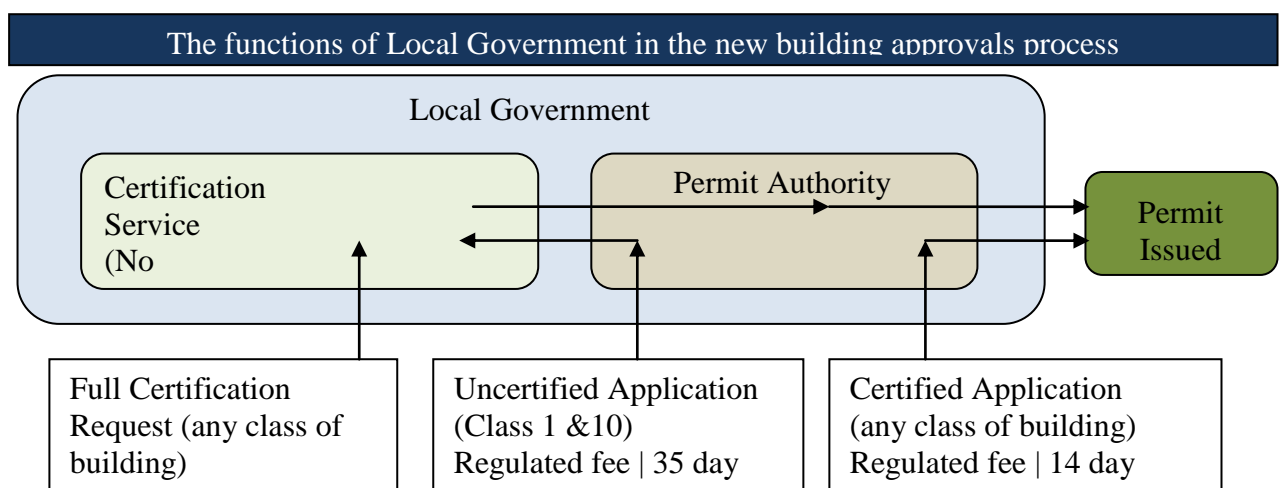 The functions of Local Government in the new building approvals process
Local Government
Certification
Service
(No
Permit Authority
Permit
Issued
Full Certification
Request (any class of
building)
Uncertified Application
(Class 1 &10)
Regulated fee | 35 day
Certified Application
(any class of building)
Regulated fee | 14 day